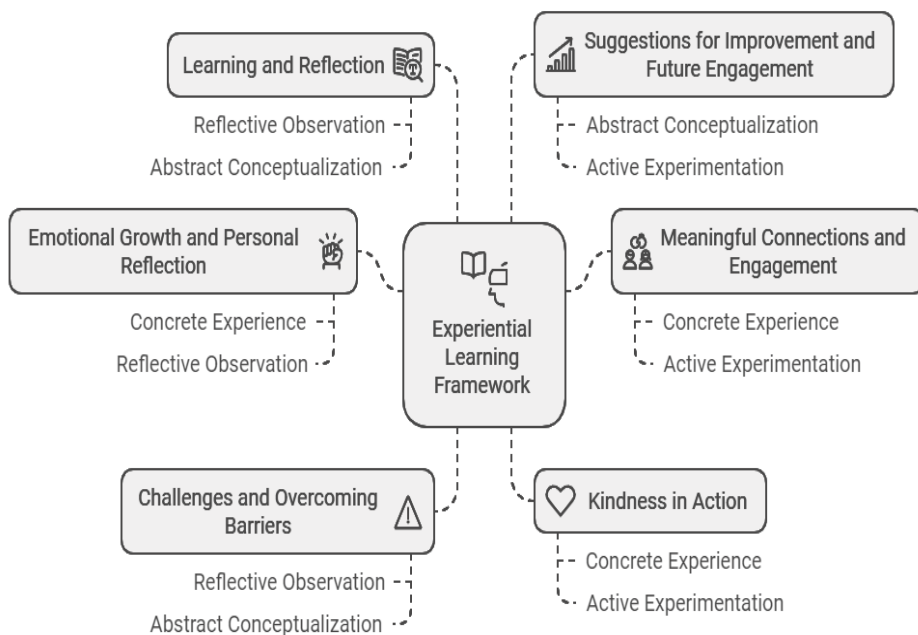 Learning and Reflection
Reflective Observation
Abstract Conceptualization
Suggestions for Improvement and
Future Engagement
Abstract Conceptualization
Active Experimentation
Emotional Growth and Personal
Reflection
Concrete Experience
Reflective Observation
Experiential
Learning
Framework
Meaningful Connections and
Engagement
Concrete Experience
Active Experimentation
Challenges and Overcoming
Barriers
Reflective Observation
Abstract Conceptualization
Kindness in Action
Concrete Experience
Active Experimentation